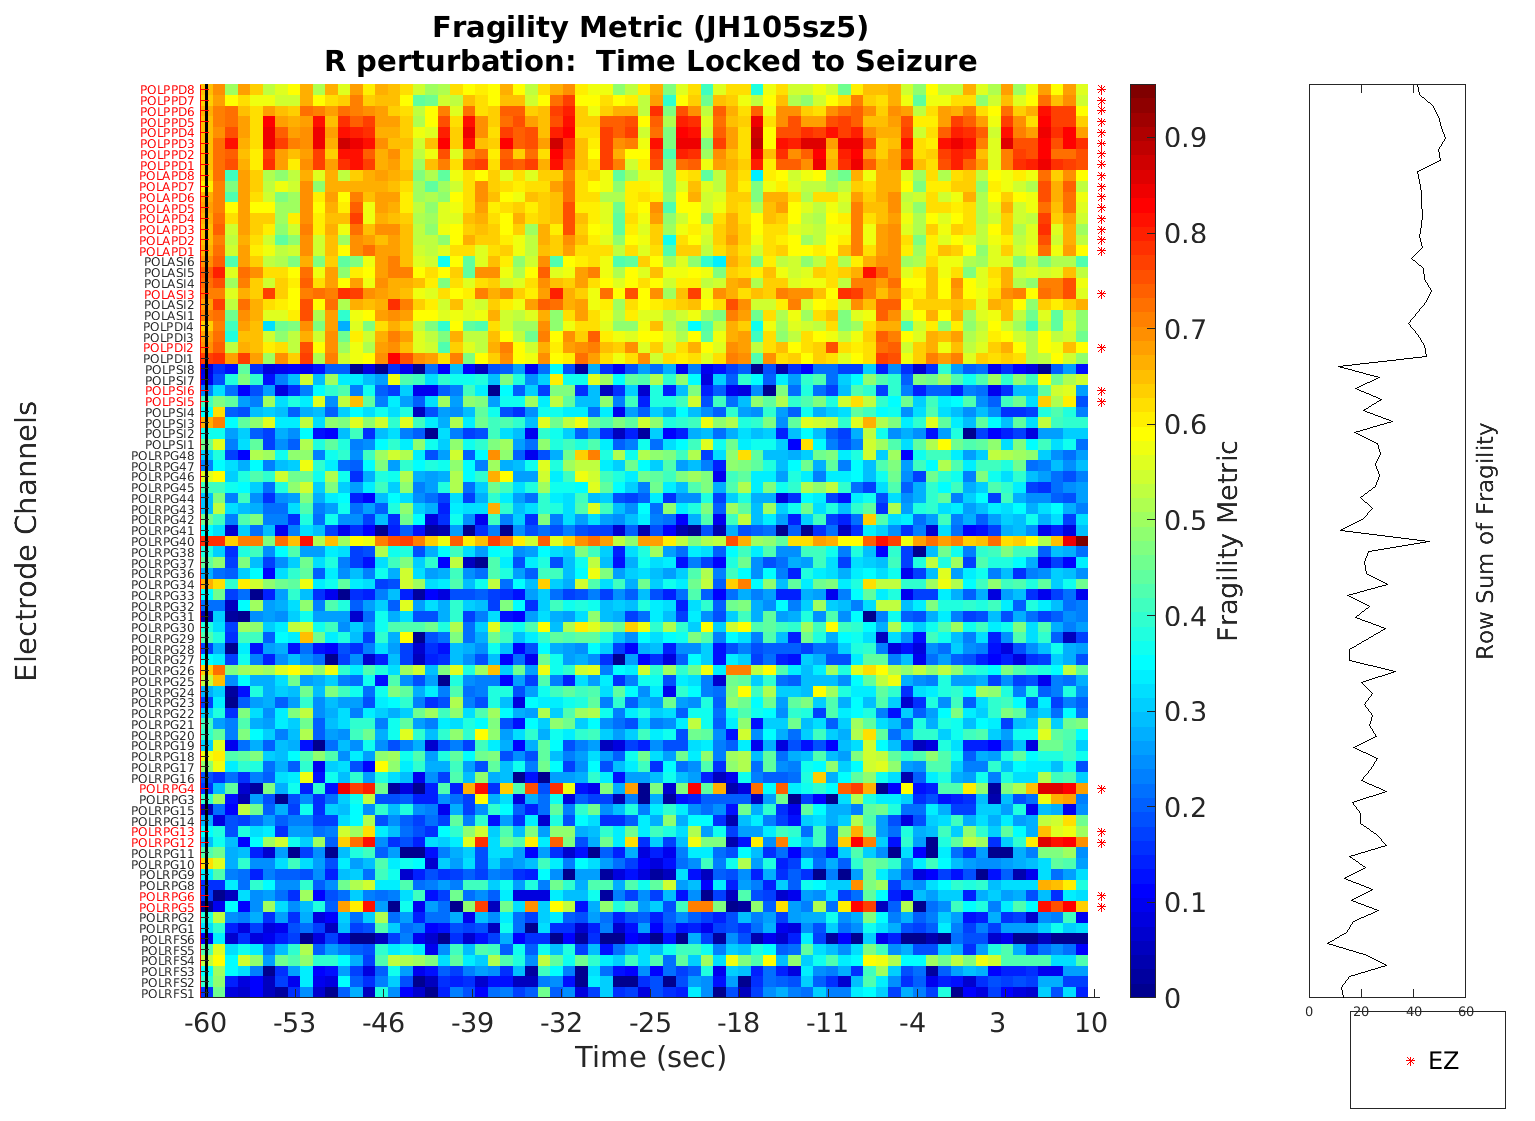 Fragility Metric (JH105sz5)
R perturbation:  Time Locked to Seizure
Electrode Channels
POLPPD8
POLPPD7
POLPPD6
POLPPD5
POLPPD4
POLPPD3
POLPPD2
POLPPD1
POLAPD8
POLAPD7
POLAPD6
POLAPD5
POLAPD4
POLAPD3
POLAPD2
POLAPD1
POLASI6
POLASI5
POLASI4
POLASI3
POLASI2
POLASI1
POLPDI4
POLPDI3
POLPDI2
POLPDI1
POLPSI8
POLPSI7
POLPSI6
POLPSI5
POLPSI4
POLPSI3
POLPSI2
POLPSI1
POLRPG48
POLRPG47
POLRPG46
POLRPG45
POLRPG44
POLRPG43
POLRPG42
POLRPG41
POLRPG40
POLRPG38
POLRPG37
POLRPG36
POLRPG34
POLRPG33
POLRPG32
POLRPG31
POLRPG30
POLRPG29
POLRPG28
POLRPG27
POLRPG26
POLRPG25
POLRPG24
POLRPG23
POLRPG22
POLRPG21
POLRPG20
POLRPG19
POLRPG18
POLRPG17
POLRPG16
POLRPG4
POLRPG3
POLRPG15
POLRPG14
POLRPG13
POLRPG12
POLRPG11
POLRPG10
POLRPG9
POLRPG8
POLRPG6
POLRPG5
POLRPG2
POLRPG1
POLRFS6
POLRFS5
POLRFS4
POLRFS3
POLRFS2
POLRFS1
-60 -53 -46 -39 -32 -25 -18 -11 -4 3 10
Time (sec)
0.9
0.8
0.7
0.6
0.5
0.4
0.3
0.2
0.1
0
Fragility Metric
0 20 40 60
Row Sum of Fragility
EZ